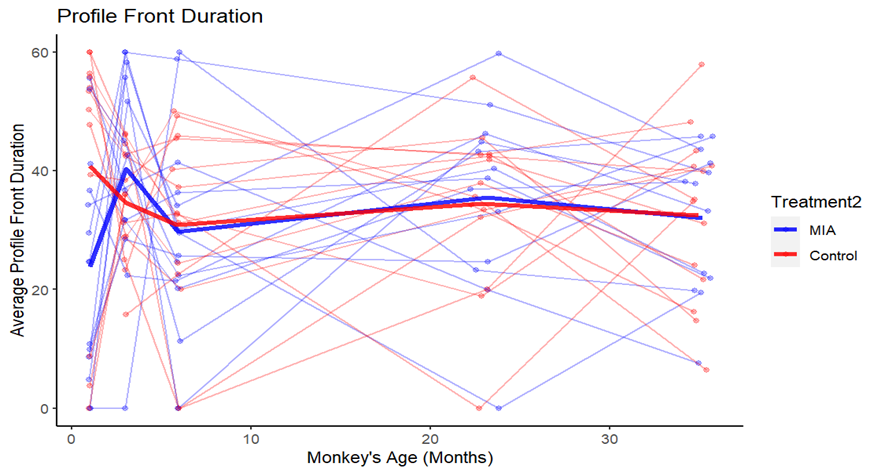 Profile Front Duration
Average Profile Front Duration
60
40
20
0
0 10 20 30
Monkey's Age (Months)
Treatment2
MIA
Control